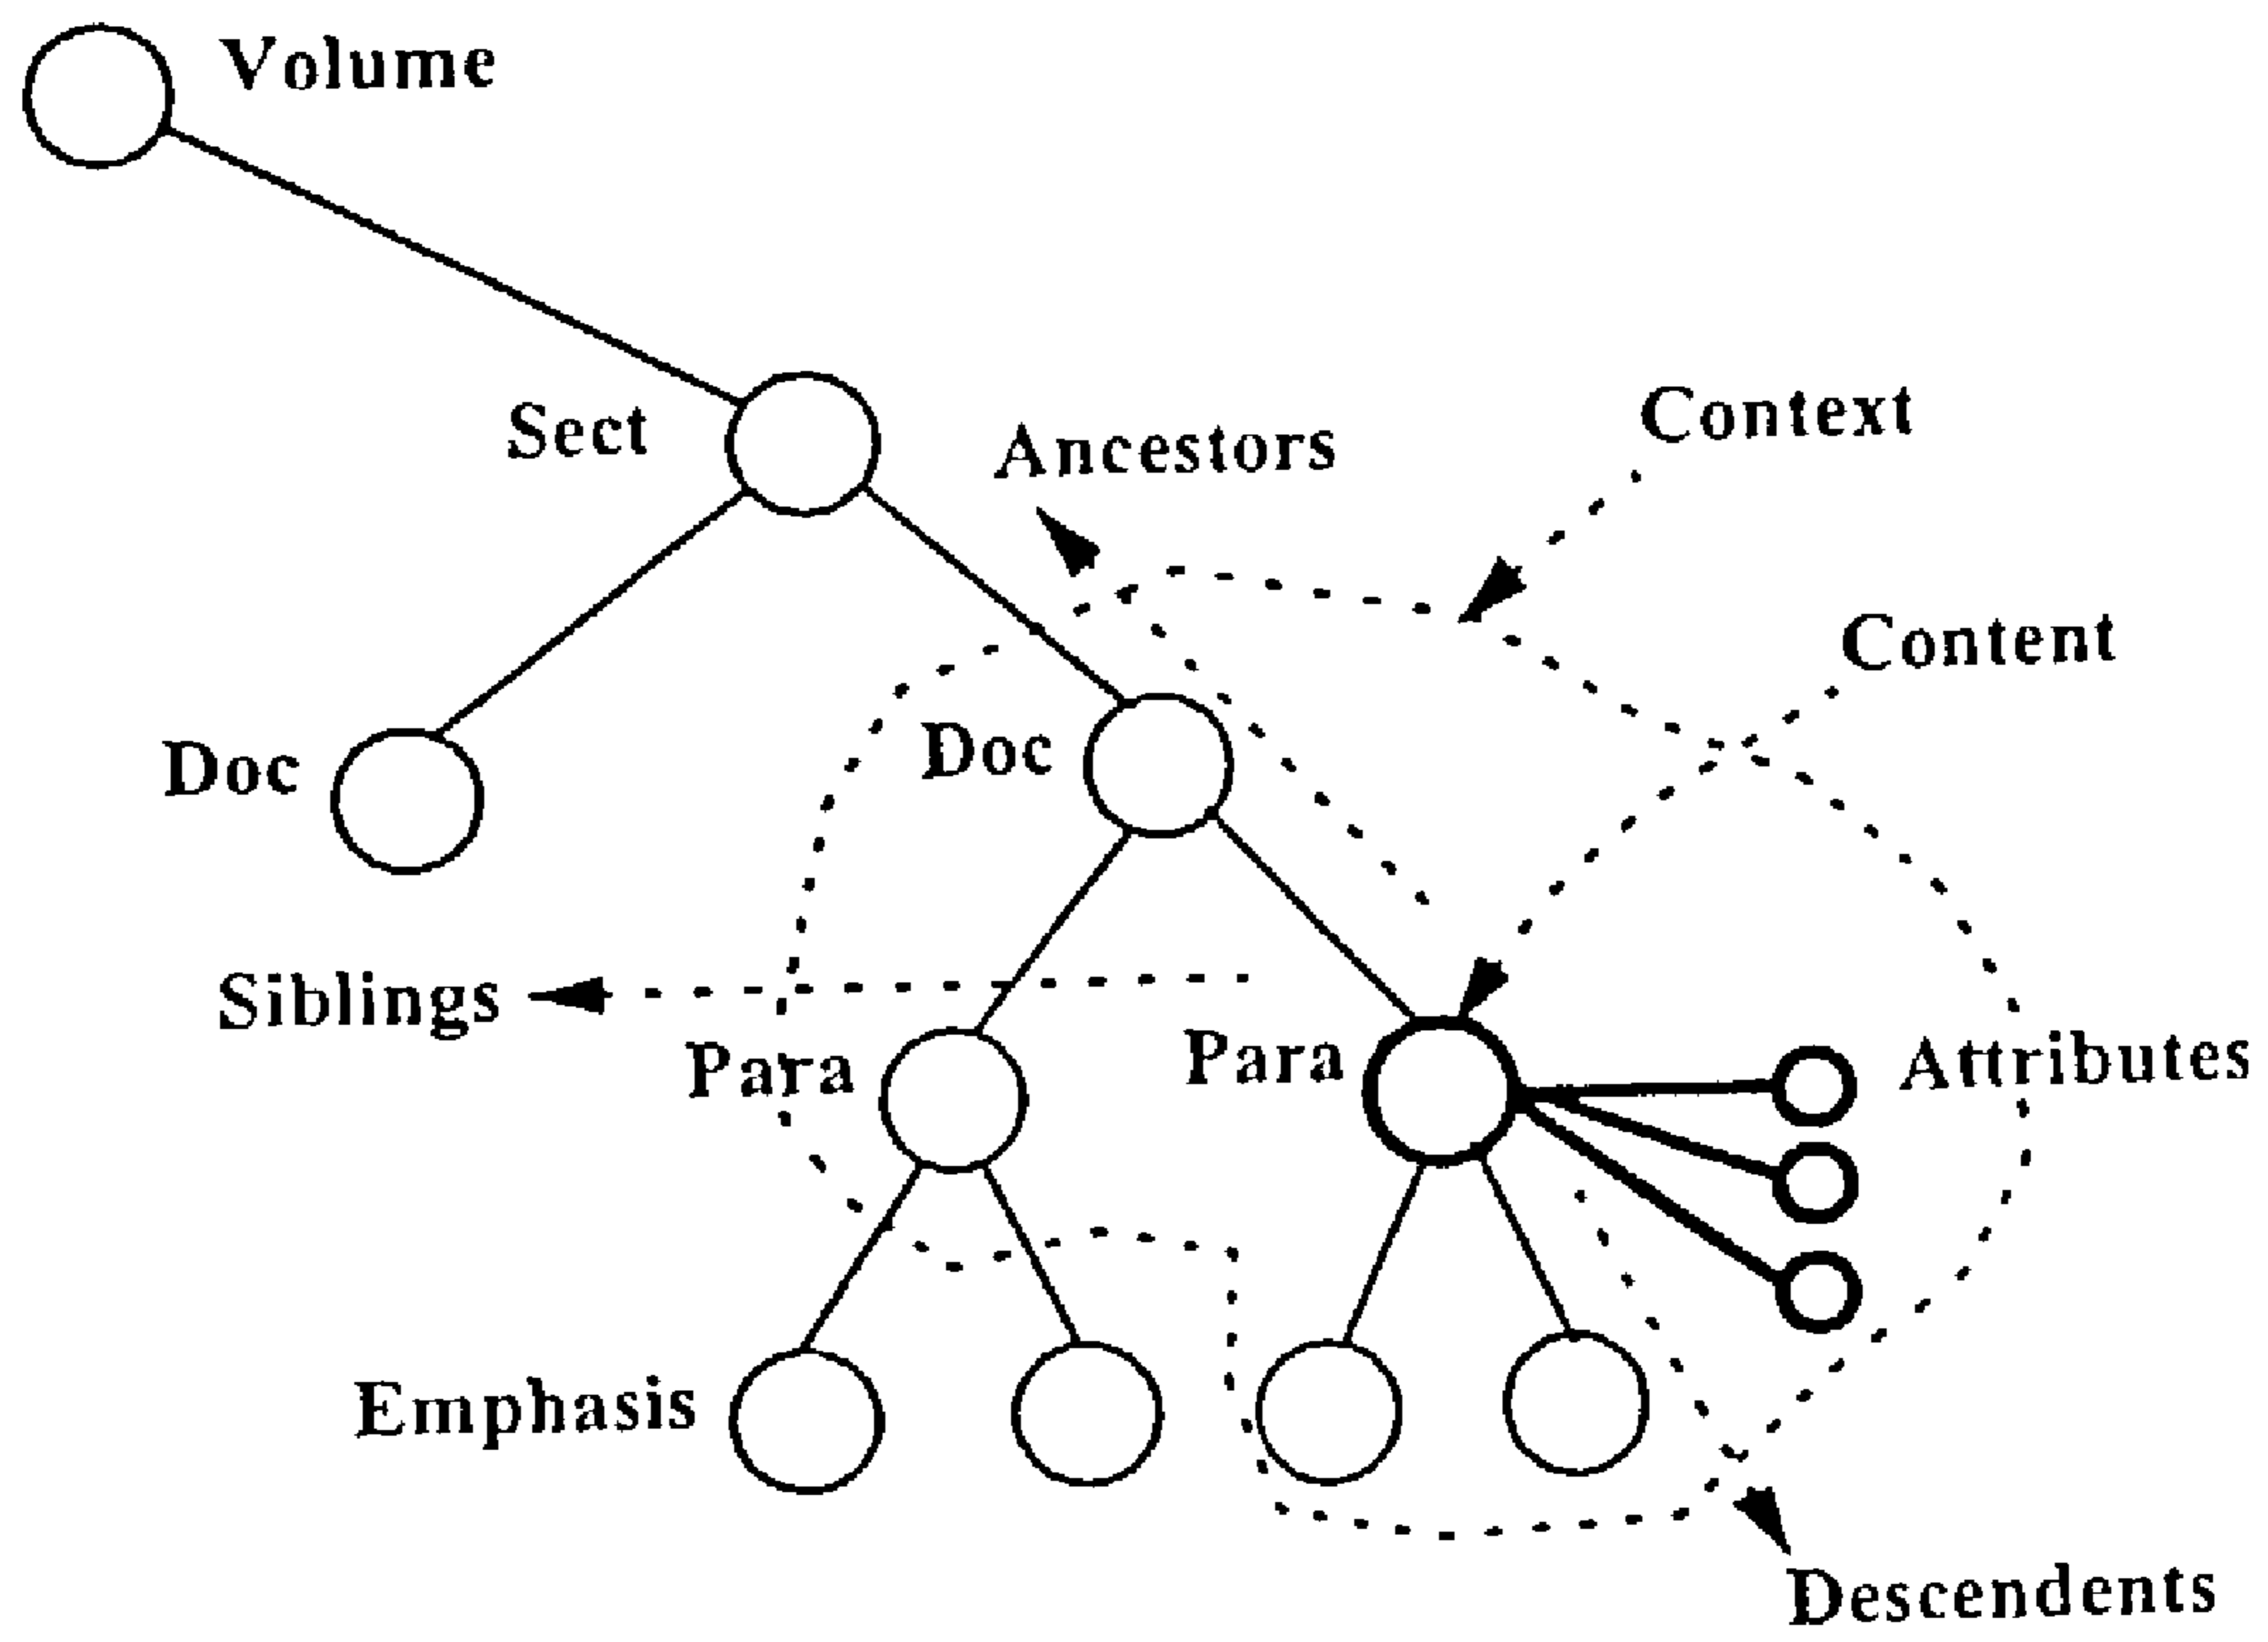 Volume
Context
Sect
Ancestors
Content
Doc
Doc
Siblings
Para
Para
Attributes
Emphasis
Descendents